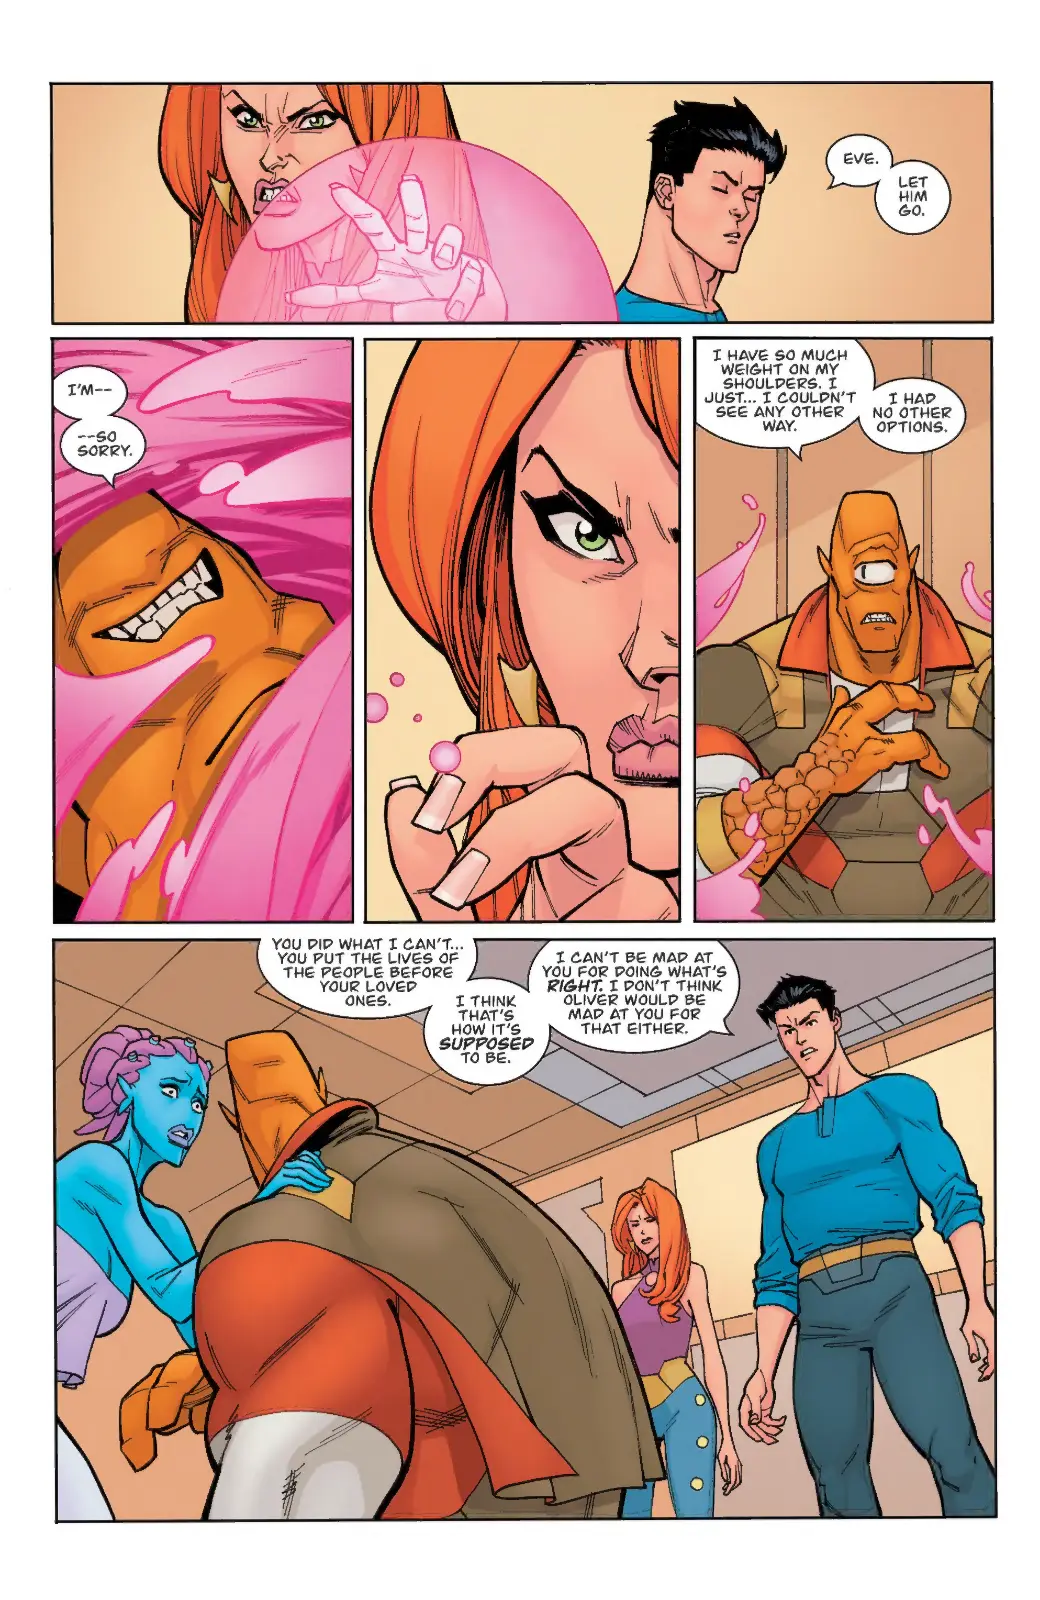 EVE.
LET
HIM
GO.
I'M--
--SO
SORRY.
I HAVE SO MUCH
WEIGHT ON MY
SHOULDERS. I
JUST... I COULDN'T
SEE ANY OTHER
WAY.
I HAD
NO OTHER
OPTIONS.
YOU DID WHAT I CAN'T...
YOU PUT THE LIVES OF
THE PEOPLE BEFORE
YOUR LOVED
ONES.
I THINK
THAT'S
HOW IT'S
SUPPOSED
TO BE.
I CAN'T BE MAD AT
YOU FOR DOING WHAT'S
RIGHT. I DON'T THINK
OLIVER WOULD BE
MAD AT YOU FOR
THAT EITHER.